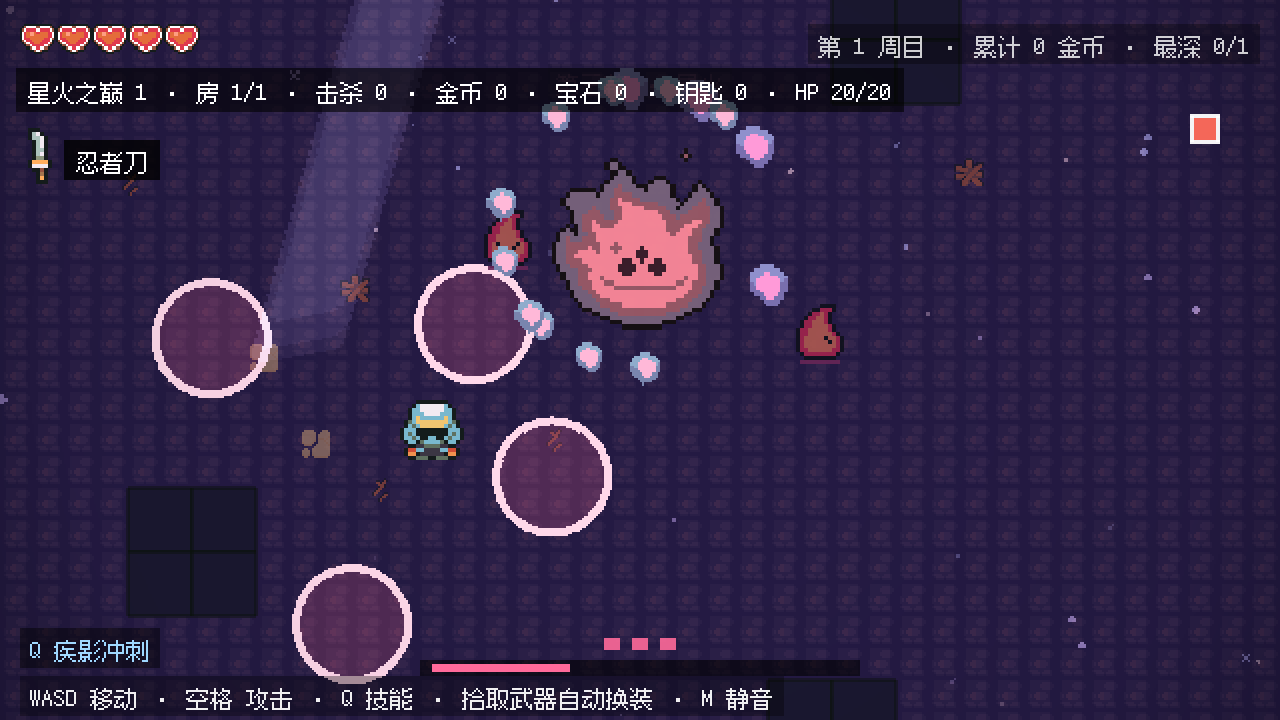 第 1 周目 · 累计 0 金币 · 最深 0/1
星火之巅 1 · 房 1/1 · 击杀 0 · 金币 0 · 宝石 0 · 钥匙 0 · HP 20/20
忍者刀
Q 疾影冲刺
WASD 移动 · 空格 攻击 · Q 技能 · 拾取武器自动换装 · M 静音